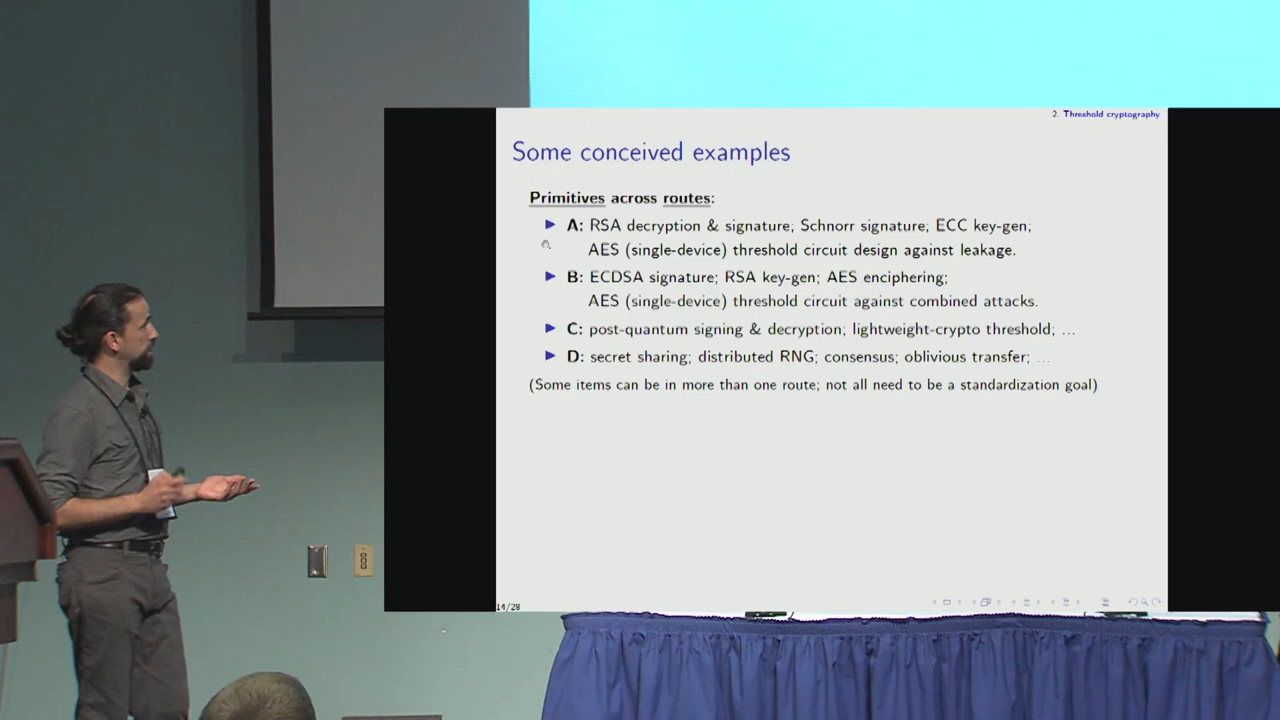 2. Threshold cryptography
Some conceived examples
Primitives across routes:
A: RSA decryption & signature; Schnorr signature; ECC key-gen;
AES (single-device) threshold circuit design against leakage.
B: ECDSA signature; RSA key-gen; AES enciphering;
AES (single-device) threshold circuit against combined attacks.
C: post-quantum signing & decryption; lightweight-crypto threshold; ...
D: secret sharing; distributed RNG; consensus; oblivious transfer; ...
(Some items can be in more than one route; not all need to be a standardization goal)
14/28